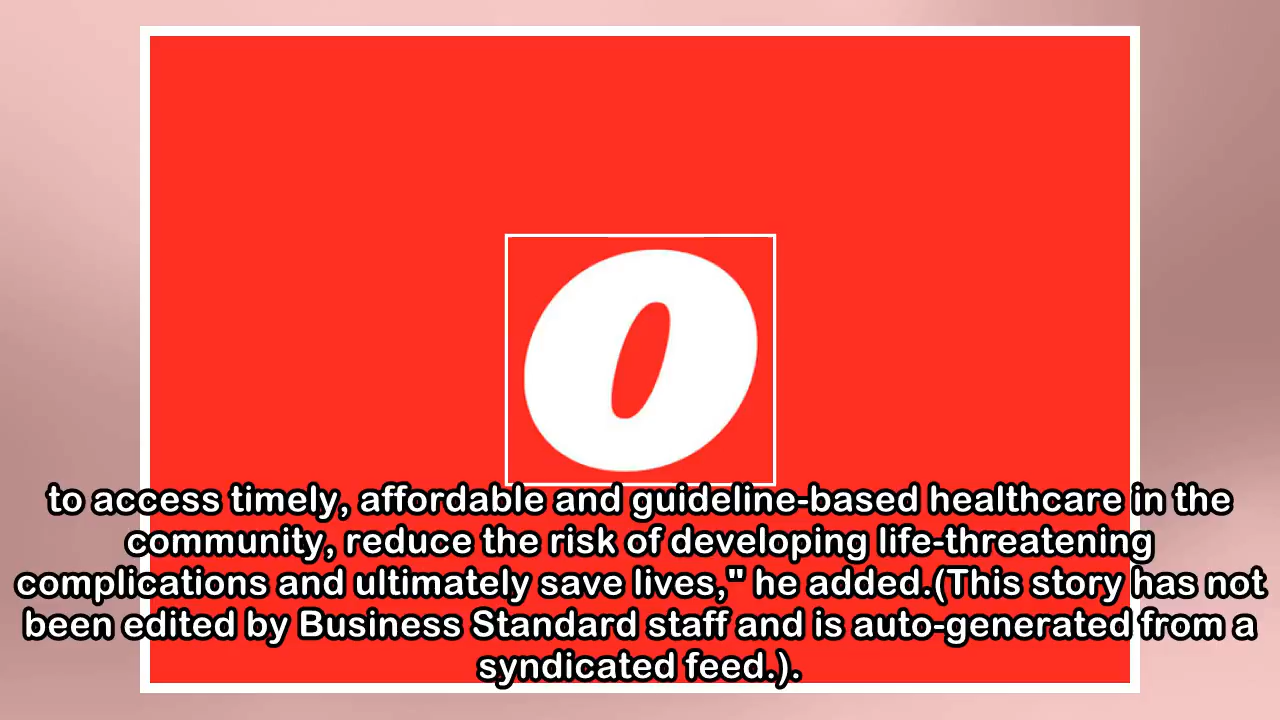 0
to access timely, affordable and guideline-based healthcare in the
community, reduce the risk of developing life-threatening
complications and ultimately save lives," he added.(This story has not
been edited by Business Standard staff and is auto-generated from a
syndicated feed.).